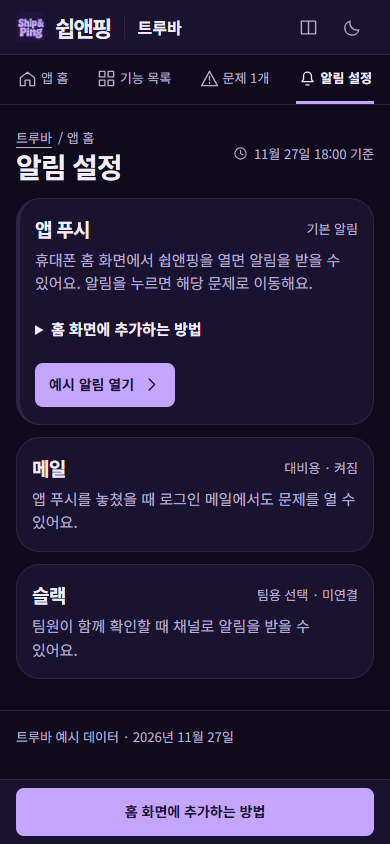 Ship&
Ping
쉽앤핑
트루바
앱 홈
기능 목록
문제 1개
알림 설정
트루바 / 앱 홈
알림 설정
11월 27일 18:00 기준
앱 푸시
기본 알림
휴대폰 홈 화면에서 쉽앤핑을 열면 알림을 받을 수
있어요. 알림을 누르면 해당 문제로 이동해요.
홈 화면에 추가하는 방법
예시 알림 열기
메일
대비용 · 켜짐
앱 푸시를 놓쳤을 때 로그인 메일에서도 문제를 열 수
있어요.
슬랙
팀용 선택 · 미연결
팀원이 함께 확인할 때 채널로 알림을 받을 수
있어요.
트루바 예시 데이터 · 2026년 11월 27일
홈 화면에 추가하는 방법